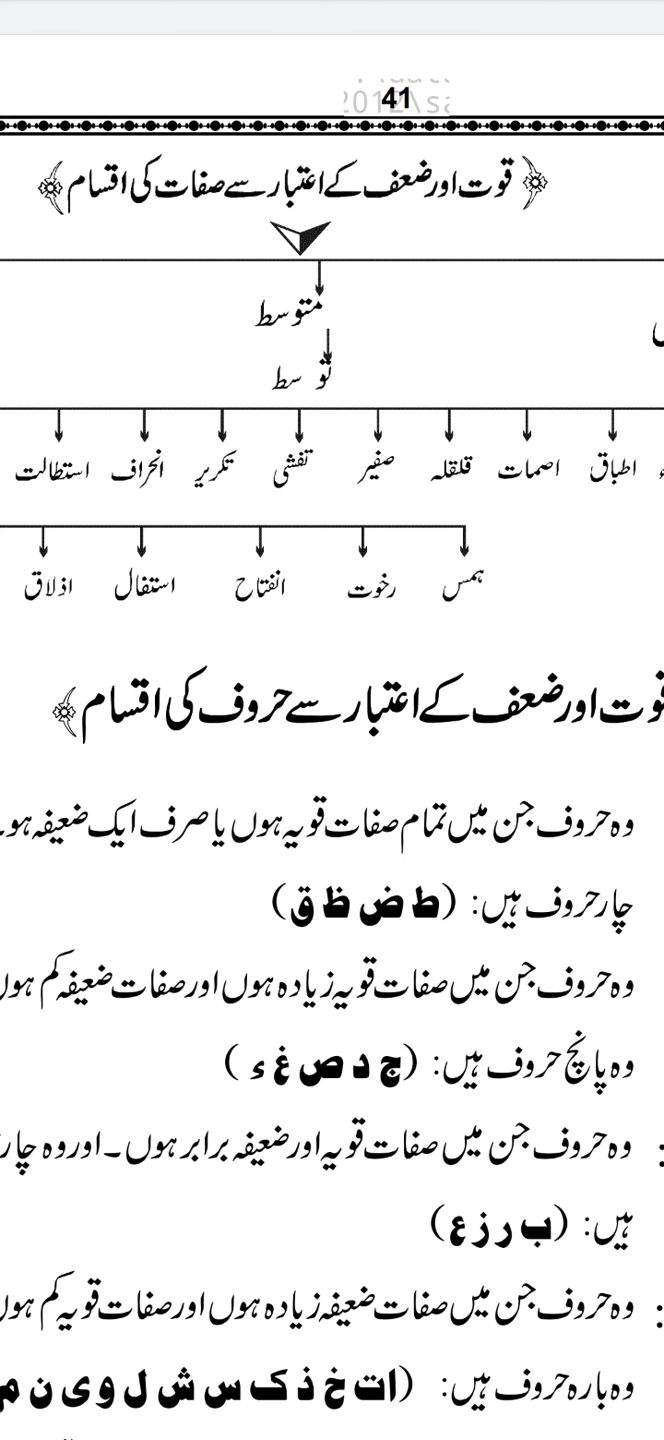 41
قوت اور ضعف کے اعتبار سے صفات کی اقسام
متوسط
توسط
اطباق اصمات قلقلہ صفیر تفشی تکریر انحراف استطالت
ہمس رخوت انفتاح استفال اذلاق
قوت اور ضعف کے اعتبار سے حروف کی اقسام
وہ حروف جن میں تمام صفات قویہ ہوں یا صرف ایک ضعیفہ ہو۔
چار حروف ہیں: (ط ض ظ ق)
وہ حروف جن میں صفات قویہ زیادہ ہوں اور صفات ضعیفہ کم ہوں
وہ پانچ حروف ہیں: (ج د ص غ ء )
: وہ حروف جن میں صفات قویہ اور ضعیفہ برابر ہوں۔ اور وہ چار
ہیں: (ب ر ز ع)
: وہ حروف جن میں صفات ضعیفہ زیادہ ہوں اور صفات قویہ کم ہوں
وہ بارہ حروف ہیں: (ا ت خ ذ ک س ش ل و ی ن م